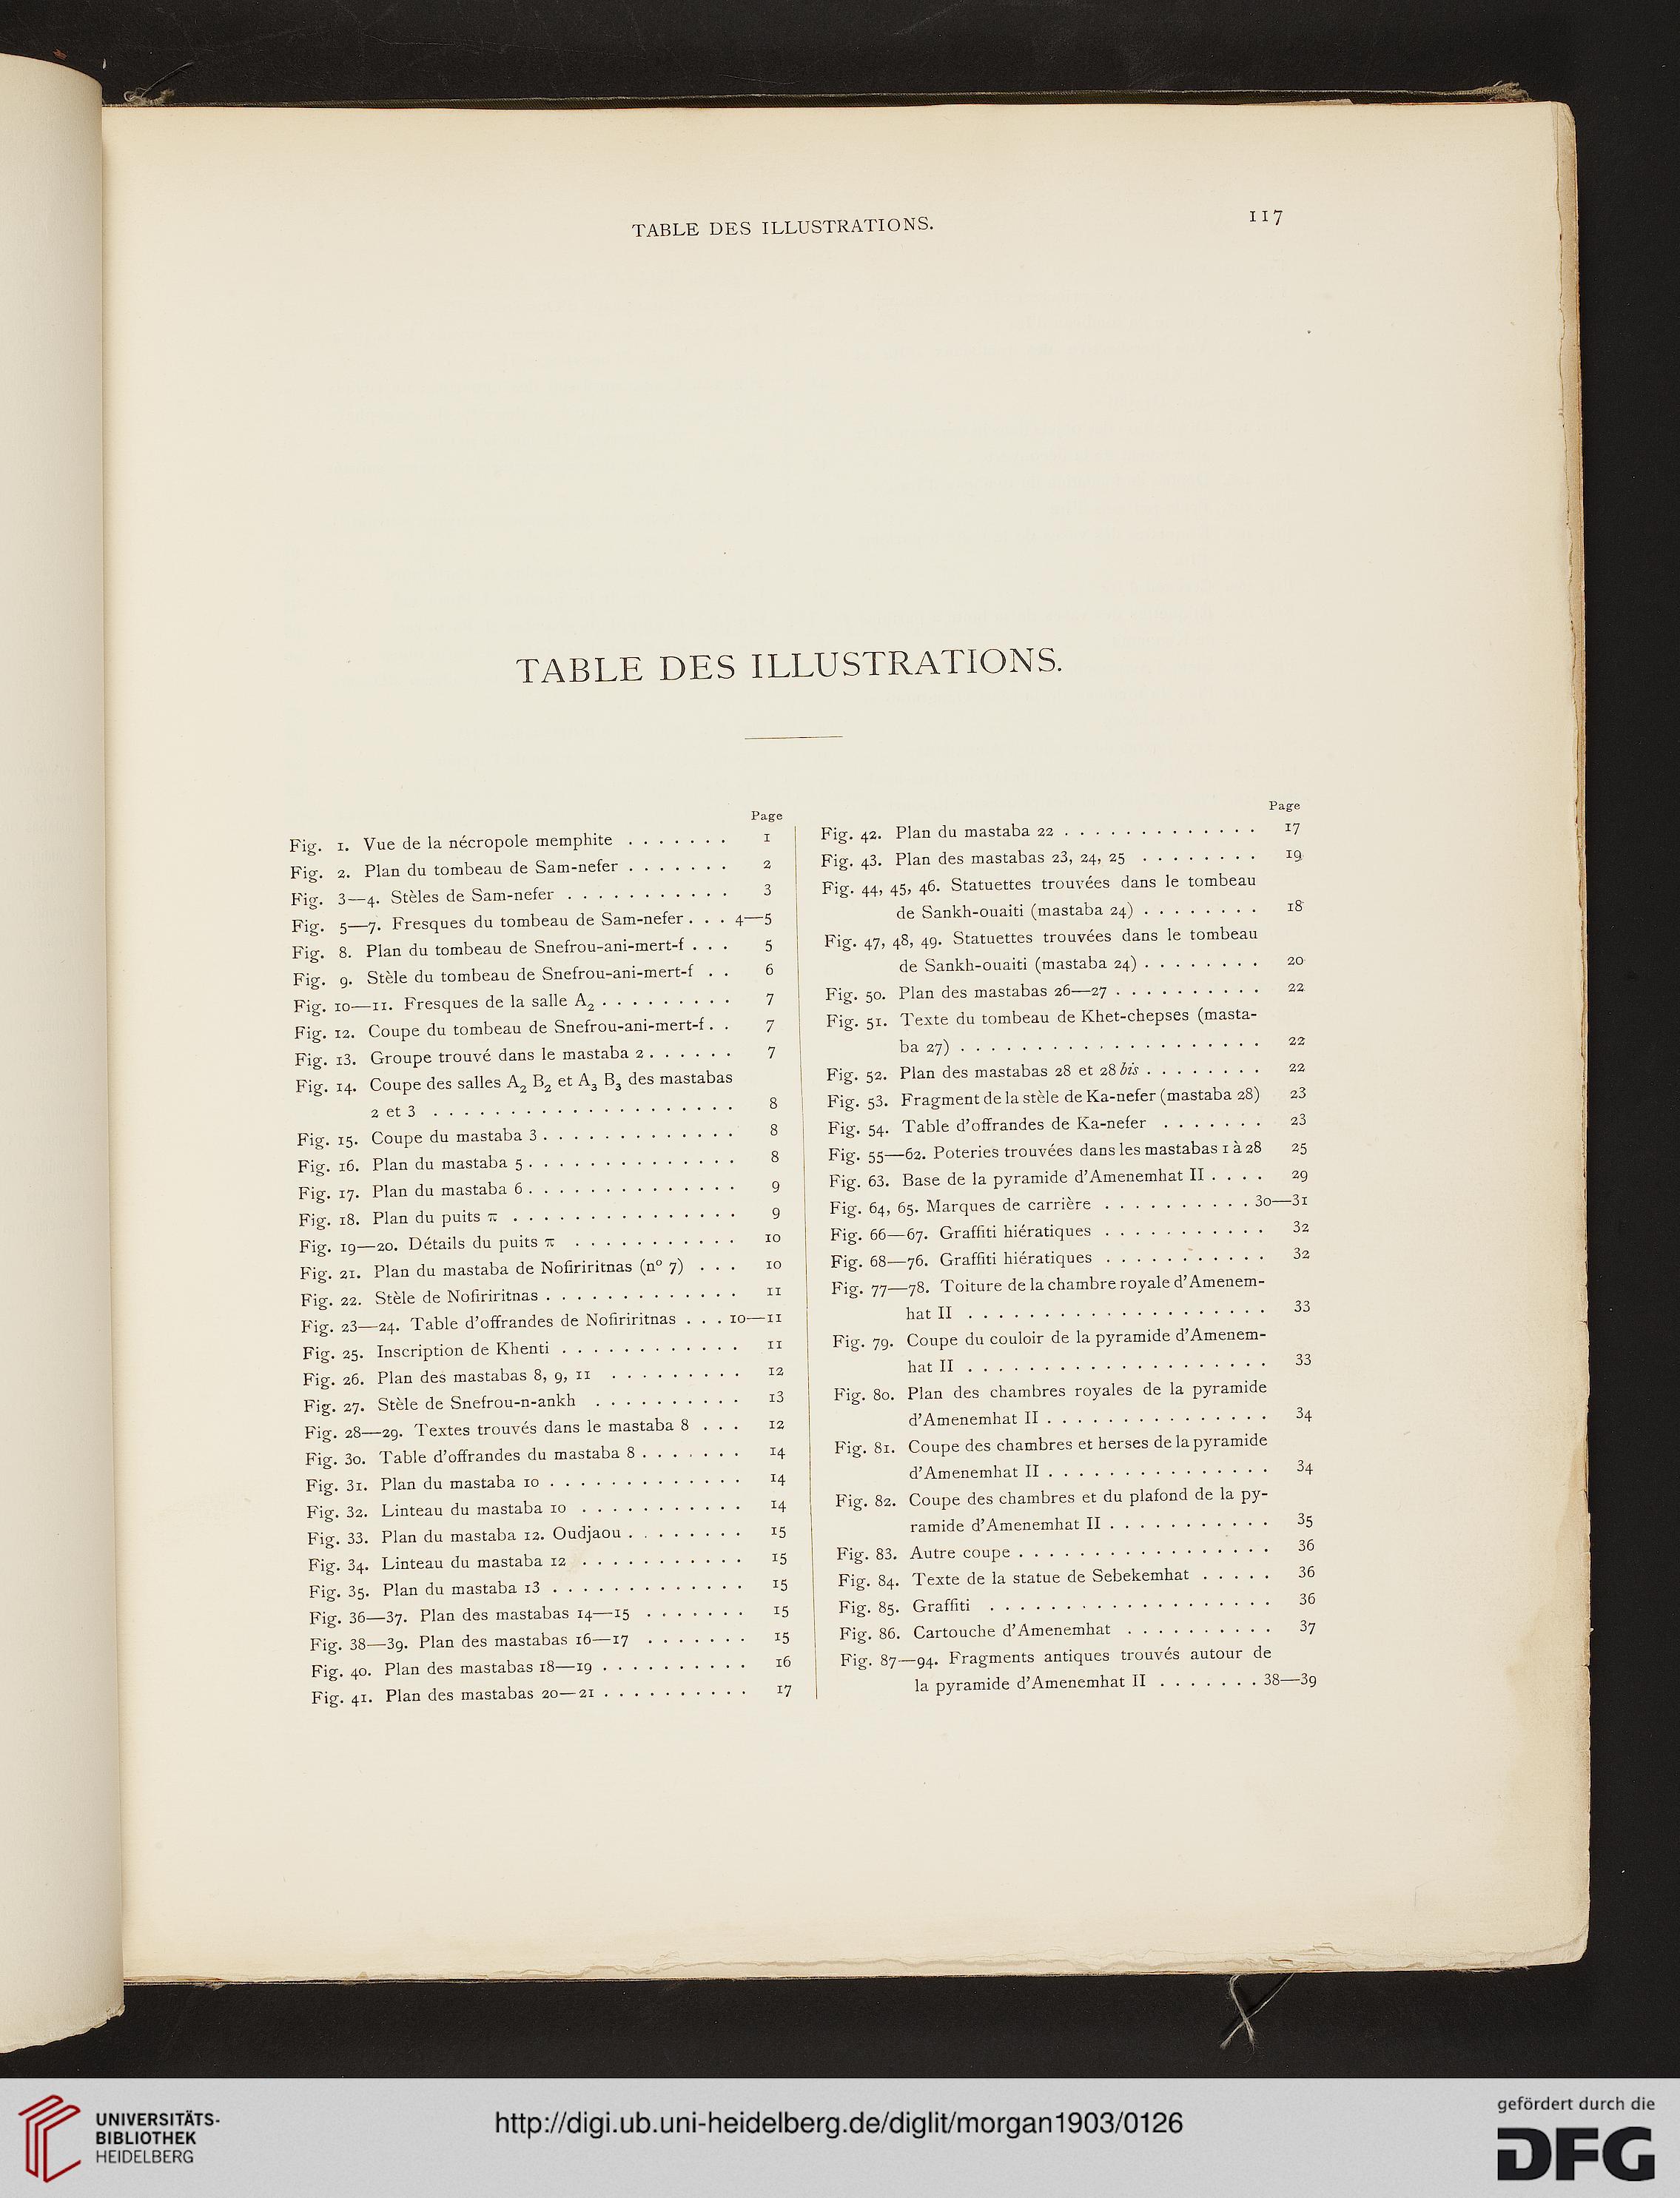 TABLE DES ILLUSTRATIONS.
117
TABLE DES ILLUSTRATIONS.
Page
Fig. 1. Vue de la nécropole memphite . . . . . . . 1
Fig. 2. Plan du tombeau de Sam-nefer . . . . . . . 2
Fig. 3—4. Stèles de Sam-nefer . . . . . . . . . . . 3
Fig. 5—7. Fresques du tombeau de Sam-nefer . . . 4—5
Fig. 8. Plan du tombeau de Snefrou-ani-mert-f . . . 5
Fig. 9. Stèle du tombeau de Snefrou-ani-mert-f . . 6
Fig. 10—11. Fresques de la salle A₂ . . . . . . . . . 7
Fig. 12. Coupe du tombeau de Snefrou-ani-mert-f . . 7
Fig. 13. Groupe trouvé dans le mastaba 2 . . . . . . 7
Fig. 14. Coupe des salles A₂ B₂ et A₃ B₃ des mastabas
2 et 3 . . . . . . . . . . . . . . . . . . . . 8
Fig. 15. Coupe du mastaba 3 . . . . . . . . . . . . . 8
Fig. 16. Plan du mastaba 5 . . . . . . . . . . . . . . 8
Fig. 17. Plan du mastaba 6 . . . . . . . . . . . . . . 9
Fig. 18. Plan du puits π . . . . . . . . . . . . . . . 9
Fig. 19—20. Détails du puits π . . . . . . . . . . . 10
Fig. 21. Plan du mastaba de Nofiriritnas (nº 7) . . . 10
Fig. 22. Stèle de Nofiriritnas . . . . . . . . . . . . . 11
Fig. 23—24. Table d'offrandes de Nofiriritnas . . . 10—11
Fig. 25. Inscription de Khenti . . . . . . . . . . . . 11
Fig. 26. Plan des mastabas 8, 9, 11 . . . . . . . . . 12
Fig. 27. Stèle de Snefrou-n-ankh . . . . . . . . . . 13
Fig. 28—29. Textes trouvés dans le mastaba 8 . . . 12
Fig. 30. Table d'offrandes du mastaba 8 . . . . . . . 14
Fig. 31. Plan du mastaba 10 . . . . . . . . . . . . . 14
Fig. 32. Linteau du mastaba 10 . . . . . . . . . . . 14
Fig. 33. Plan du mastaba 12. Oudjaou . . . . . . . . 15
Fig. 34. Linteau du mastaba 12 . . . . . . . . . . . 15
Fig. 35. Plan du mastaba 13 . . . . . . . . . . . . . 15
Fig. 36—37. Plan des mastabas 14—15 . . . . . . . 15
Fig. 38—39. Plan des mastabas 16—17 . . . . . . . 15
Fig. 40. Plan des mastabas 18—19 . . . . . . . . . . 16
Fig. 41. Plan des mastabas 20—21 . . . . . . . . . . 17
Page
Fig. 42. Plan du mastaba 22 . . . . . . . . . . . . . 17
Fig. 43. Plan des mastabas 23, 24, 25 . . . . . . . . 19
Fig. 44, 45, 46. Statuettes trouvées dans le tombeau
de Sankh-ouaiti (mastaba 24) . . . . . . . . 18
Fig. 47, 48, 49. Statuettes trouvées dans le tombeau
de Sankh-ouaiti (mastaba 24) . . . . . . . . 20
Fig. 50. Plan des mastabas 26—27 . . . . . . . . . . 22
Fig. 51. Texte du tombeau de Khet-chepses (masta-
ba 27) . . . . . . . . . . . . . . . . . . . . 22
Fig. 52. Plan des mastabas 28 et 28 bis . . . . . . . . 22
Fig. 53. Fragment de la stèle de Ka-nefer (mastaba 28) 23
Fig. 54. Table d'offrandes de Ka-nefer . . . . . . . 23
Fig. 55—62. Poteries trouvées dans les mastabas 1 à 28 25
Fig. 63. Base de la pyramide d'Amenemhat II . . . . 29
Fig. 64, 65. Marques de carrière . . . . . . . . . . 30—31
Fig. 66—67. Graffiti hiératiques . . . . . . . . . . . 32
Fig. 68—76. Graffiti hiératiques . . . . . . . . . . . 32
Fig. 77—78. Toiture de la chambre royale d'Amenem-
hat II . . . . . . . . . . . . . . . . . . . . 33
Fig. 79. Coupe du couloir de la pyramide d'Amenem-
hat II . . . . . . . . . . . . . . . . . . . . 33
Fig. 80. Plan des chambres royales de la pyramide
d'Amenemhat II . . . . . . . . . . . . . . . 34
Fig. 81. Coupe des chambres et herses de la pyramide
d'Amenemhat II . . . . . . . . . . . . . . . 34
Fig. 82. Coupe des chambres et du plafond de la py-
ramide d'Amenemhat II . . . . . . . . . . . 35
Fig. 83. Autre coupe . . . . . . . . . . . . . . . . . 36
Fig. 84. Texte de la statue de Sebekemhat . . . . . 36
Fig. 85. Graffiti . . . . . . . . . . . . . . . . . . . 36
Fig. 86. Cartouche d'Amenemhat . . . . . . . . . . 37
Fig. 87—94. Fragments antiques trouvés autour de
la pyramide d'Amenemhat II . . . . . . . 38—39
UNIVERSITÄTS-
BIBLIOTHEK
HEIDELBERG
http://digi.ub.uni-heidelberg.de/diglit/morgan1903/0126
gefördert durch die
DFG